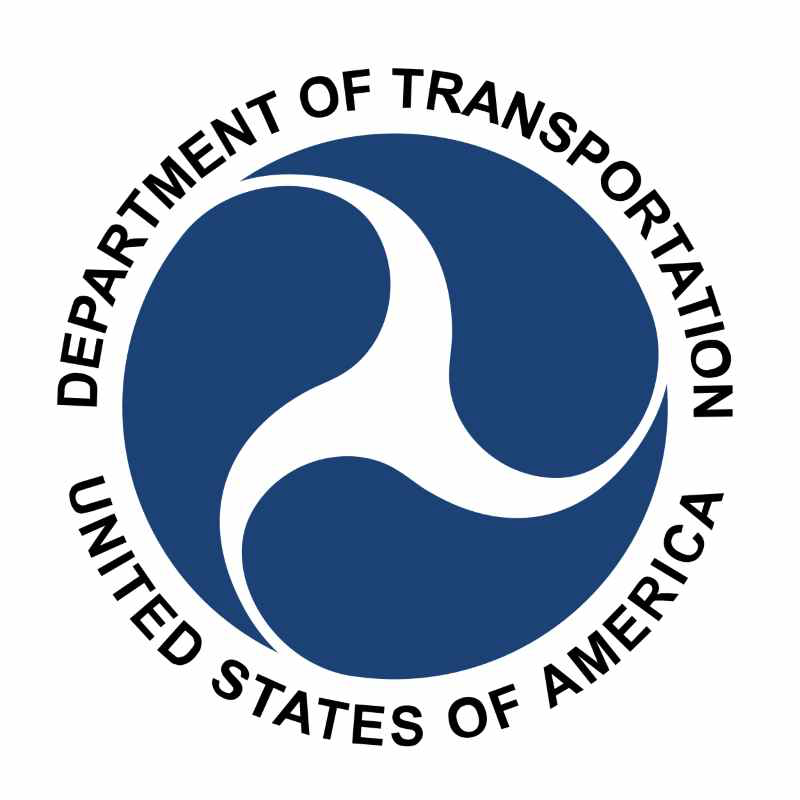 DEPARTMENT OF TRANSPORTATION
UNITED STATES OF AMERICA